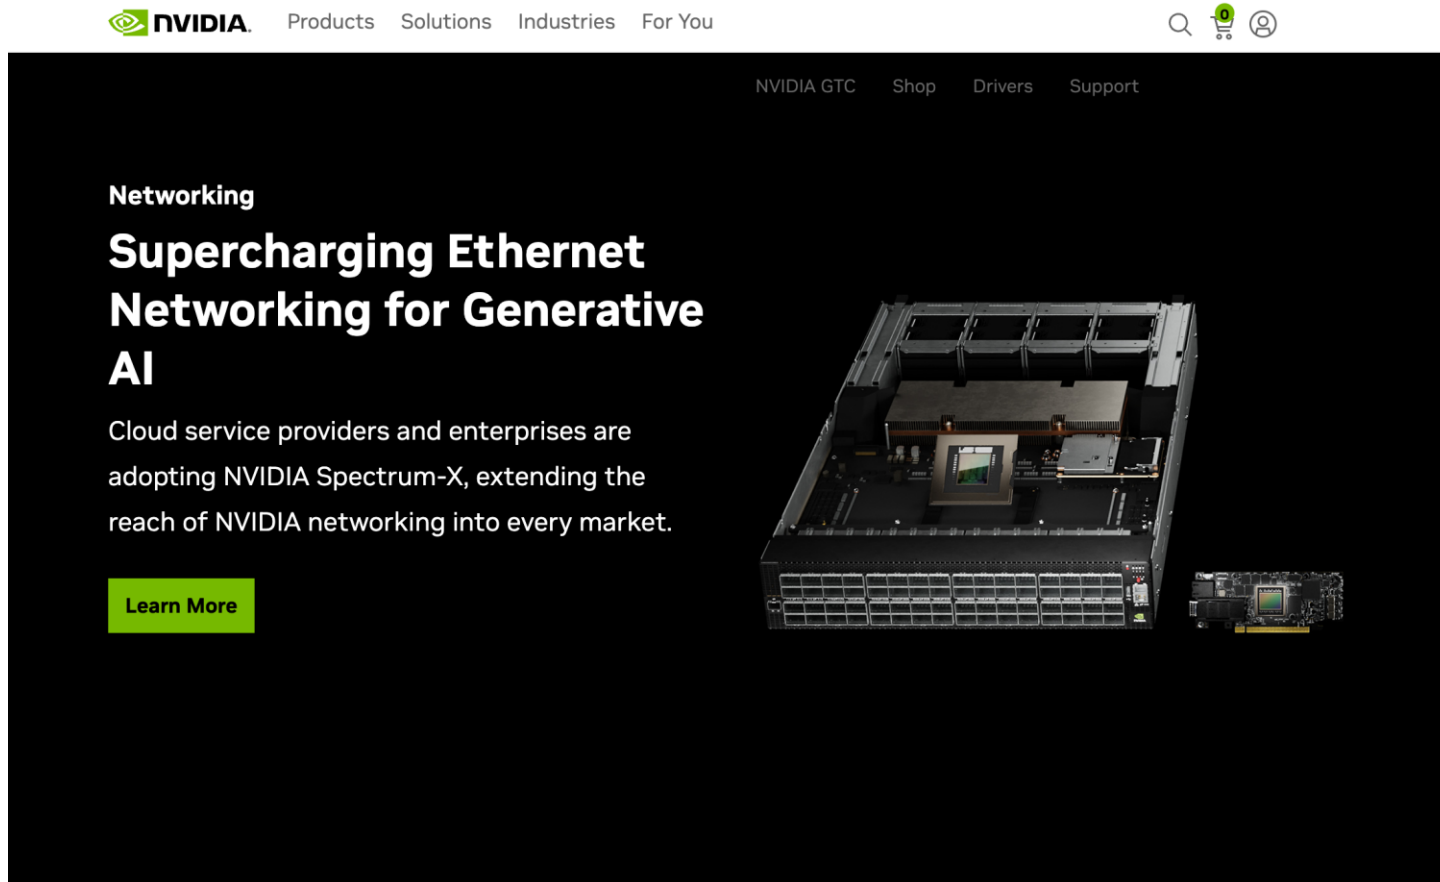 NVIDIA.
Products Solutions Industries For You
0
NVIDIA GTC Shop Drivers Support
Networking
Supercharging Ethernet
Networking for Generative
AI
Cloud service providers and enterprises are
adopting NVIDIA Spectrum-X, extending the
reach of NVIDIA networking into every market.
Learn More